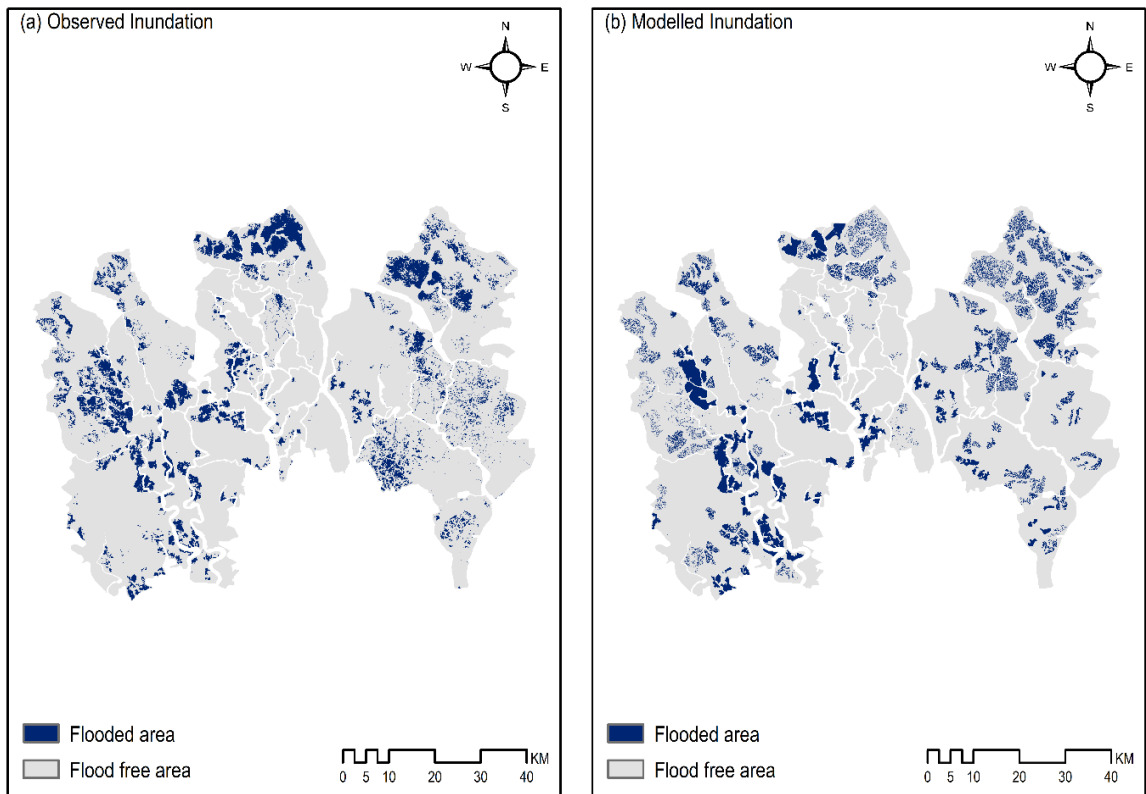 (a) Observed Inundation
N
W E
S
Flooded area
Flood free area
KM
0 5 10 20 30 40
(b) Modelled Inundation
N
W E
S
Flooded area
Flood free area
KM
0 5 10 20 30 40